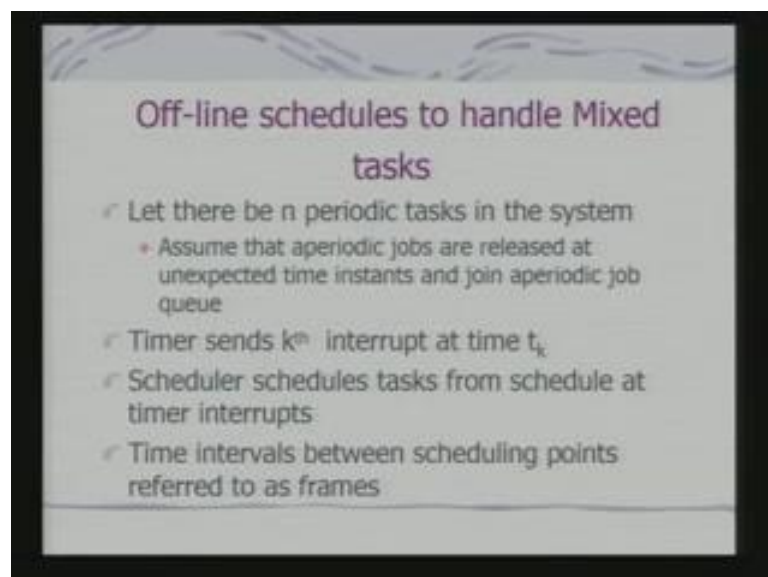 Off-line schedules to handle Mixed
tasks
Let there be n periodic tasks in the system
Assume that aperiodic jobs are released at
unexpected time instants and join aperiodic job
queue
Timer sends kᵗʰ interrupt at time tₖ
Scheduler schedules tasks from schedule at
timer interrupts
Time intervals between scheduling points
referred to as frames